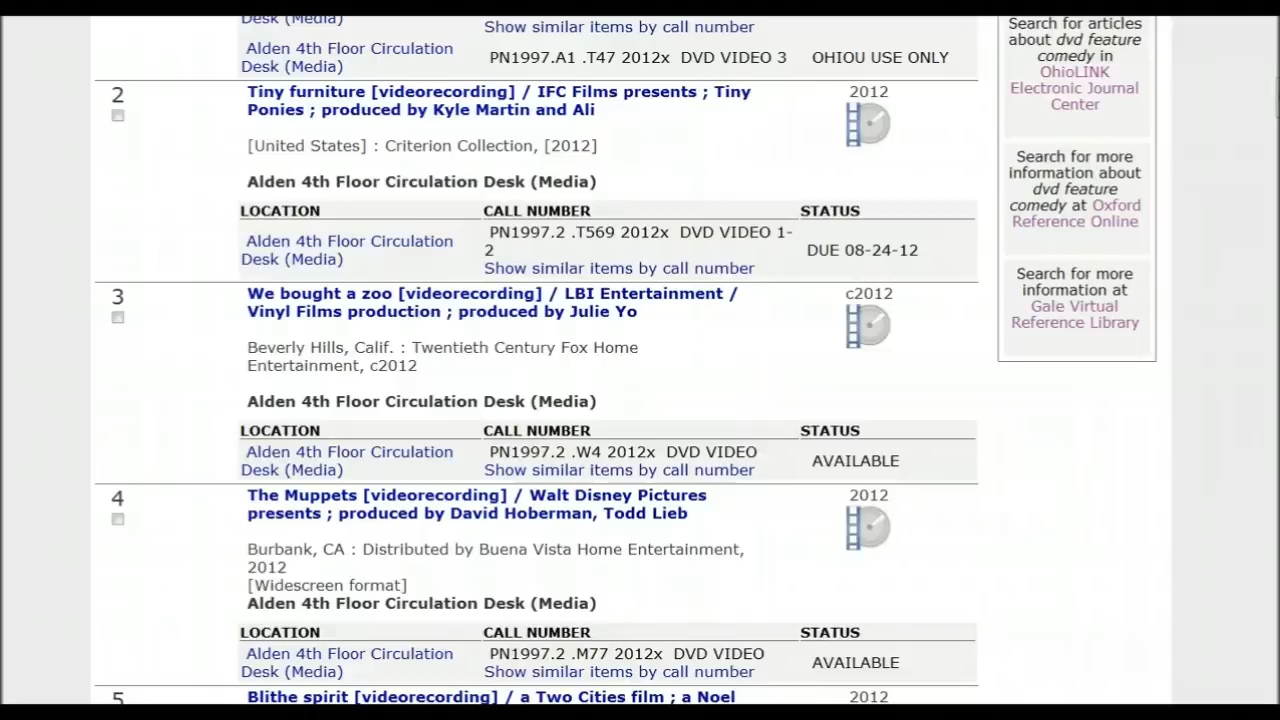 Desk (Media)
Show similar items by call number
Alden 4th Floor Circulation
Desk (Media)
PN1997.A1 .T47 2012x DVD VIDEO 3
OHIOU USE ONLY
2
Tiny furniture [videorecording] / IFC Films presents ; Tiny
Ponies ; produced by Kyle Martin and Ali
2012
[United States] : Criterion Collection, [2012]
Alden 4th Floor Circulation Desk (Media)
LOCATION CALL NUMBER STATUS
Alden 4th Floor Circulation
Desk (Media)
PN1997.2 .T569 2012x DVD VIDEO 1-
2
Show similar items by call number
DUE 08-24-12
3
We bought a zoo [videorecording] / LBI Entertainment /
Vinyl Films production ; produced by Julie Yo
c2012
Beverly Hills, Calif. : Twentieth Century Fox Home
Entertainment, c2012
Alden 4th Floor Circulation Desk (Media)
LOCATION CALL NUMBER STATUS
Alden 4th Floor Circulation
Desk (Media)
PN1997.2 .W4 2012x DVD VIDEO
Show similar items by call number
AVAILABLE
4
The Muppets [videorecording] / Walt Disney Pictures
presents ; produced by David Hoberman, Todd Lieb
2012
Burbank, CA : Distributed by Buena Vista Home Entertainment,
2012
[Widescreen format]
Alden 4th Floor Circulation Desk (Media)
LOCATION CALL NUMBER STATUS
Alden 4th Floor Circulation
Desk (Media)
PN1997.2 .M77 2012x DVD VIDEO
Show similar items by call number
AVAILABLE
5
Blithe spirit [videorecording] / a Two Cities film ; a Noel
2012
Search for articles
about dvd feature
comedy in
OhioLINK
Electronic Journal
Center
Search for more
information about
dvd feature
comedy at Oxford
Reference Online
Search for more
information at
Gale Virtual
Reference Library